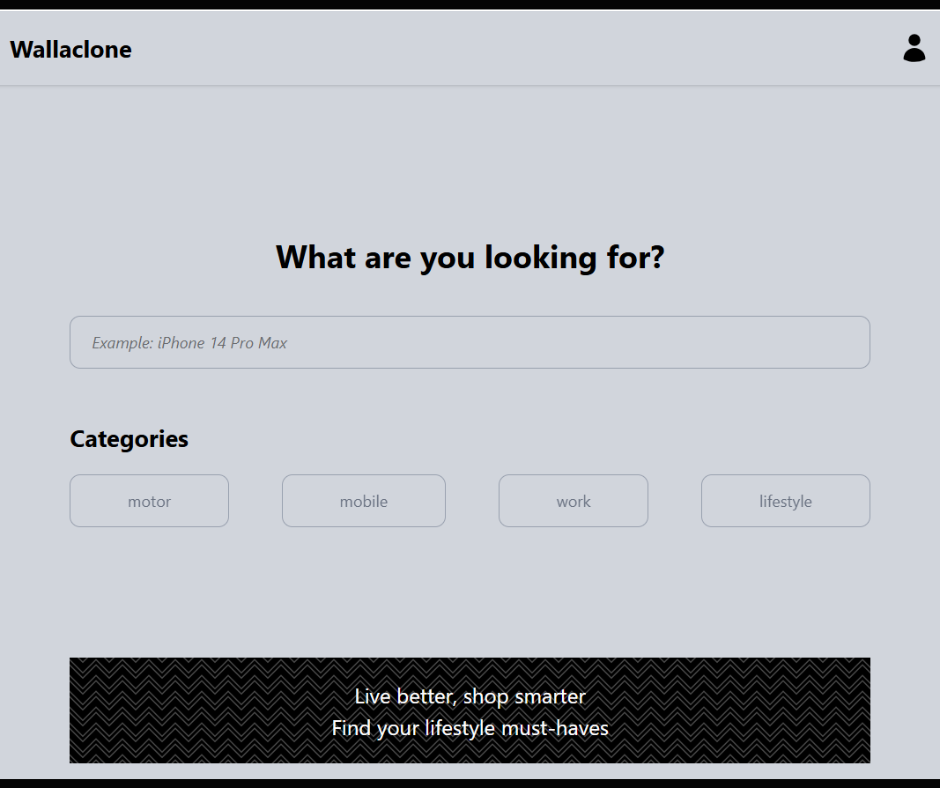 Wallaclone
What are you looking for?
Example: iPhone 14 Pro Max
Categories
motor
mobile
work
lifestyle
Live better, shop smarter
Find your lifestyle must-haves